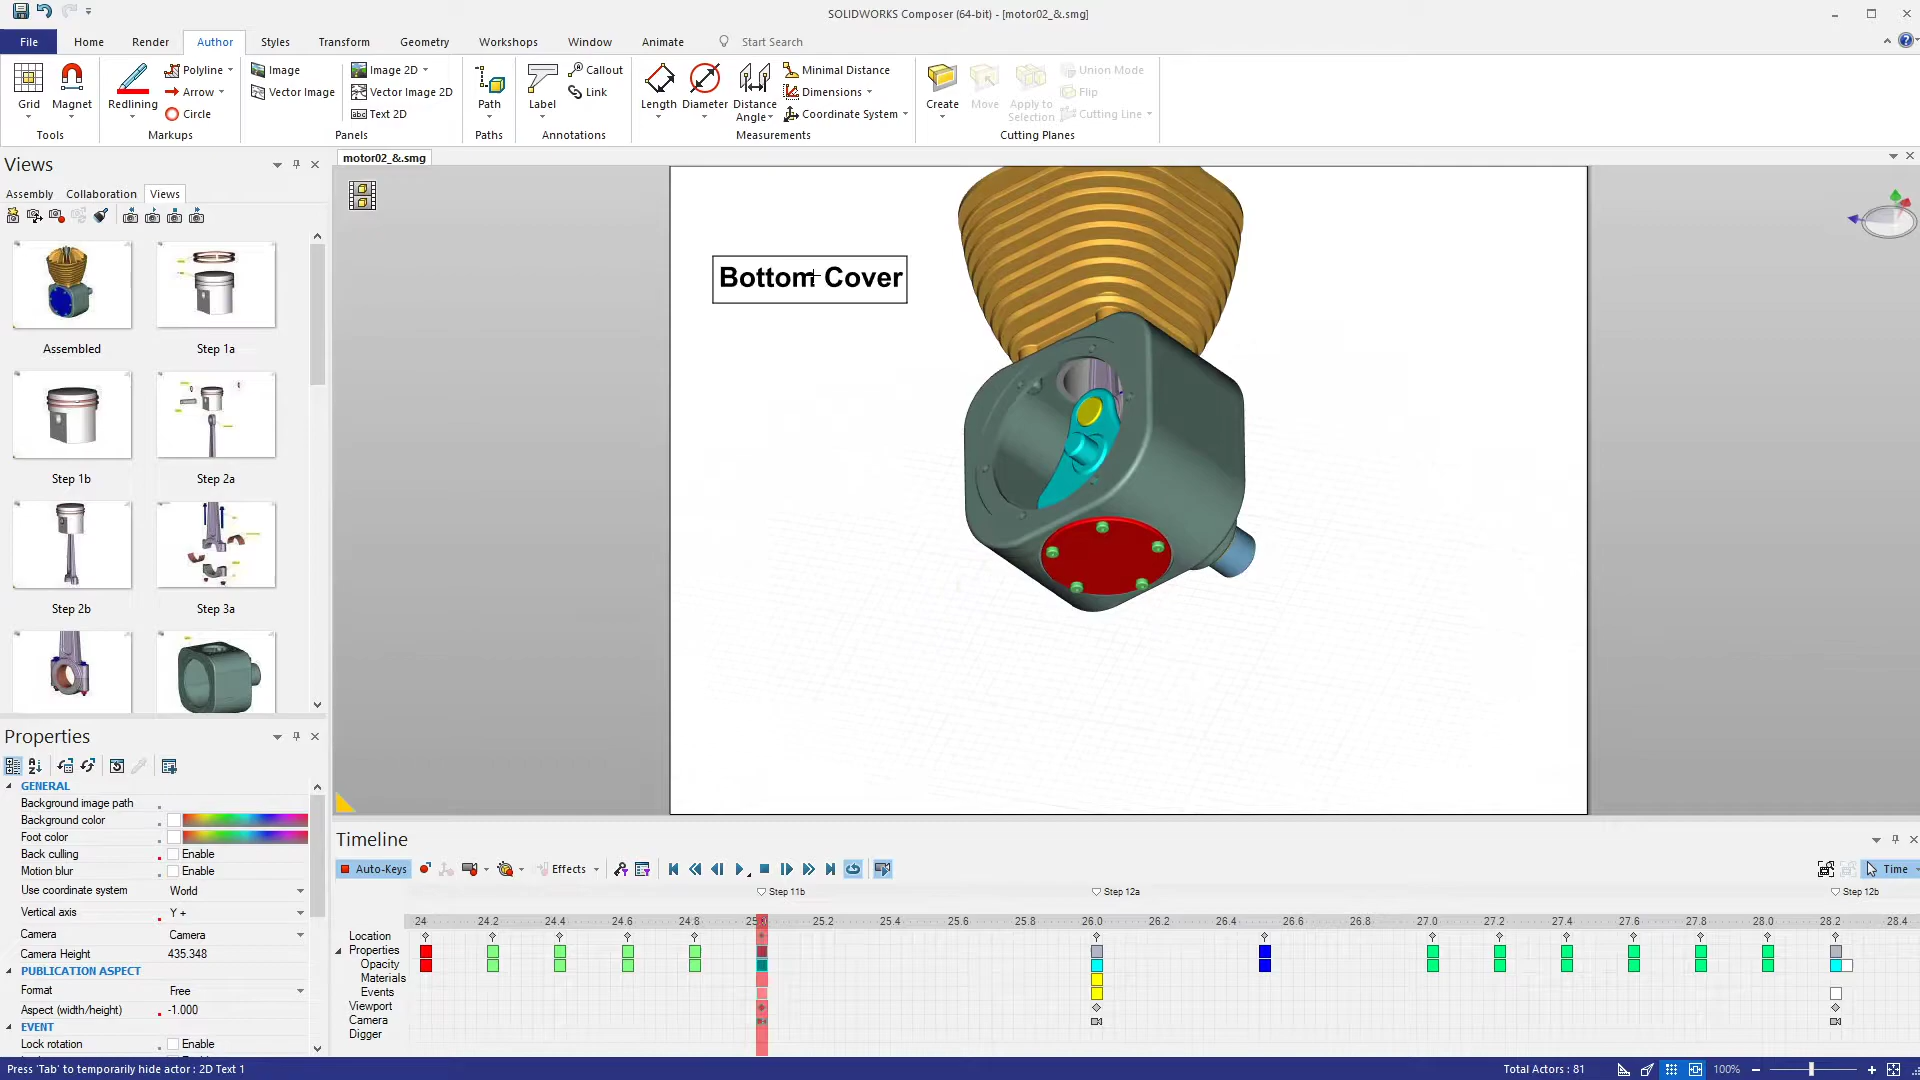 SOLIDWORKS Composer (64-bit) - [motor02_&.smg]
File Home Render Author Styles Transform Geometry Workshops Window Animate Start Search
Grid Magnet Redlining Polyline Arrow Circle
Image Vector Image Image 2D Vector Image 2D Text 2D
Path Label Callout Link
Length Diameter Distance Angle Minimal Distance Dimensions Coordinate System
Create Move Apply to Selection Union Mode Flip Cutting Line
Tools Markups Panels Paths Annotations Measurements Cutting Planes
Views
motor02_&.smg
Assembly Collaboration Views
Assembled Step 1a
Step 1b Step 2a
Step 2b Step 3a
Bottom Cover
Properties
GENERAL
Background image path
Background color
Foot color
Back culling Enable
Motion blur Enable
Use coordinate system World
Vertical axis Y +
Camera Camera
Camera Height 435.348
PUBLICATION ASPECT
Format Free
Aspect (width/height) -1.000
EVENT
Lock rotation Enable
Timeline
Auto-Keys Effects Time
Step 11b Step 12a Step 12b
24 24.2 24.4 24.6 24.8 25.2 25.4 25.6 25.8 26.0 26.2 26.4 26.6 26.8 27.0 27.2 27.4 27.6 27.8 28.0 28.2 28.4
Location
Properties
Opacity
Materials
Events
Viewport
Camera
Digger
Press 'Tab' to temporarily hide actor : 2D Text 1
Total Actors : 81 100%